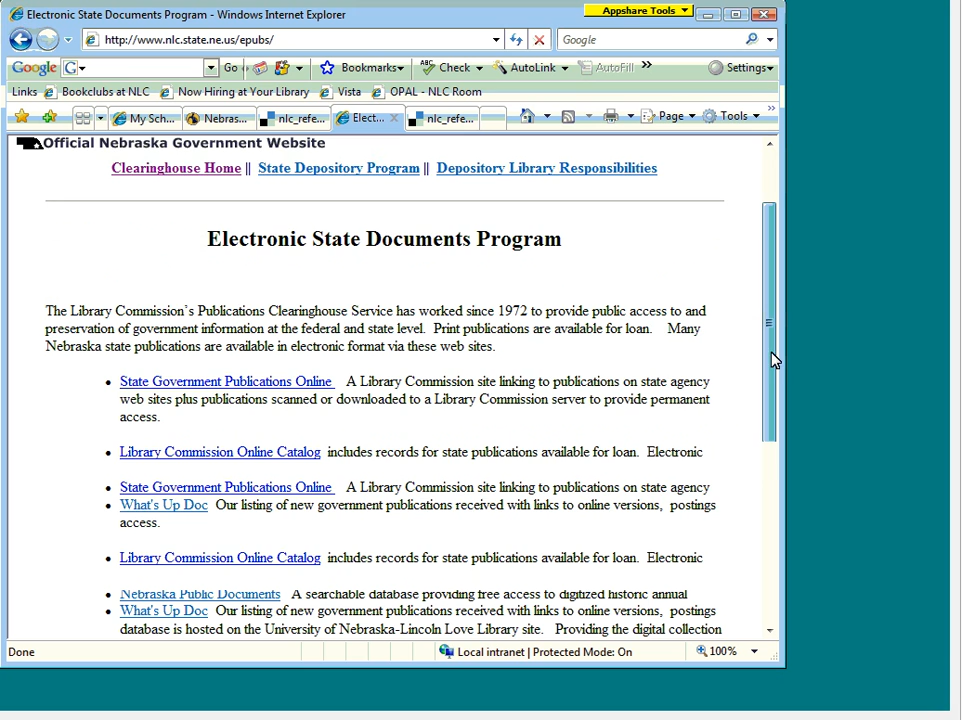 Electronic State Documents Program - Windows Internet Explorer
Appshare Tools
http://www.nlc.state.ne.us/epubs/
Google
Google G Go Bookmarks ABC Check AutoLink AutoFill Settings
Links Bookclubs at NLC Now Hiring at Your Library Vista OPAL - NLC Room
My Sch... Nebras... nlc_refe... Elect... nlc_refe... Page Tools
Official Nebraska Government Website
Clearinghouse Home || State Depository Program || Depository Library Responsibilities
Electronic State Documents Program
The Library Commission's Publications Clearinghouse Service has worked since 1972 to provide public access to and
preservation of government information at the federal and state level. Print publications are available for loan. Many
Nebraska state publications are available in electronic format via these web sites.
State Government Publications Online A Library Commission site linking to publications on state agency
web sites plus publications scanned or downloaded to a Library Commission server to provide permanent
access.
Library Commission Online Catalog includes records for state publications available for loan. Electronic
State Government Publications Online A Library Commission site linking to publications on state agency
What's Up Doc Our listing of new government publications received with links to online versions, postings
access.
Library Commission Online Catalog includes records for state publications available for loan. Electronic
Nebraska Public Documents A searchable database providing free access to digitized historic annual
What's Up Doc Our listing of new government publications received with links to online versions, postings
database is hosted on the University of Nebraska-Lincoln Love Library site. Providing the digital collection
Done Local intranet | Protected Mode: On 100%